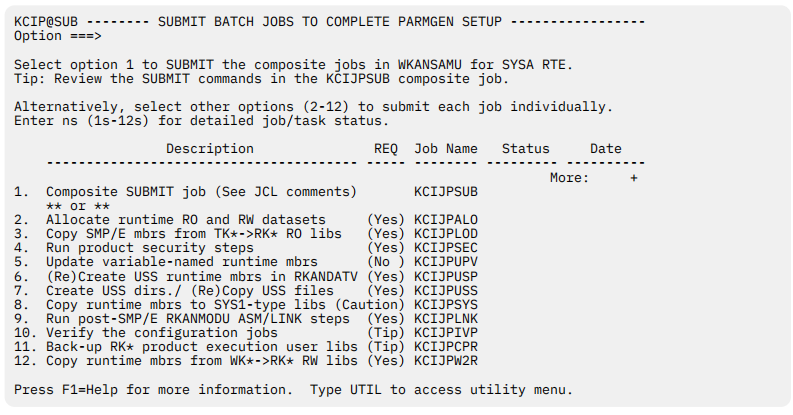 KCIP@SUB -------- SUBMIT BATCH JOBS TO COMPLETE PARMGEN SETUP -----------------
Option ===>
Select option 1 to SUBMIT the composite jobs in WKANSAMU for SYSA RTE.
Tip: Review the SUBMIT commands in the KCIJPSUB composite job.
Alternatively, select other options (2-12) to submit each job individually.
Enter ns (1s-12s) for detailed job/task status.
Description REQ Job Name Status Date
-------------------------------------- ----- -------- --------- ----------
More: +
1. Composite SUBMIT job (See JCL comments) KCIJPSUB
** or **
2. Allocate runtime RO and RW datasets (Yes) KCIJPALO
3. Copy SMP/E mbrs from TK*->RK* RO libs (Yes) KCIJPLOD
4. Run product security steps (Yes) KCIJPSEC
5. Update variable-named runtime mbrs (No ) KCIJPUPV
6. (Re)Create USS runtime mbrs in RKANDATV (Yes) KCIJPUSP
7. Create USS dirs./ (Re)Copy USS files (Yes) KCIJPUSS
8. Copy runtime mbrs to SYS1-type libs (Caution) KCIJPSYS
9. Run post-SMP/E RKANMODU ASM/LINK steps (Yes) KCIJPLNK
10. Verify the configuration jobs (Tip) KCIJPIVP
11. Back-up RK* product execution user libs (Tip) KCIJPCPR
12. Copy runtime mbrs from WK*->RK* RW libs (Yes) KCIJPW2R
Press F1=Help for more information. Type UTIL to access utility menu.